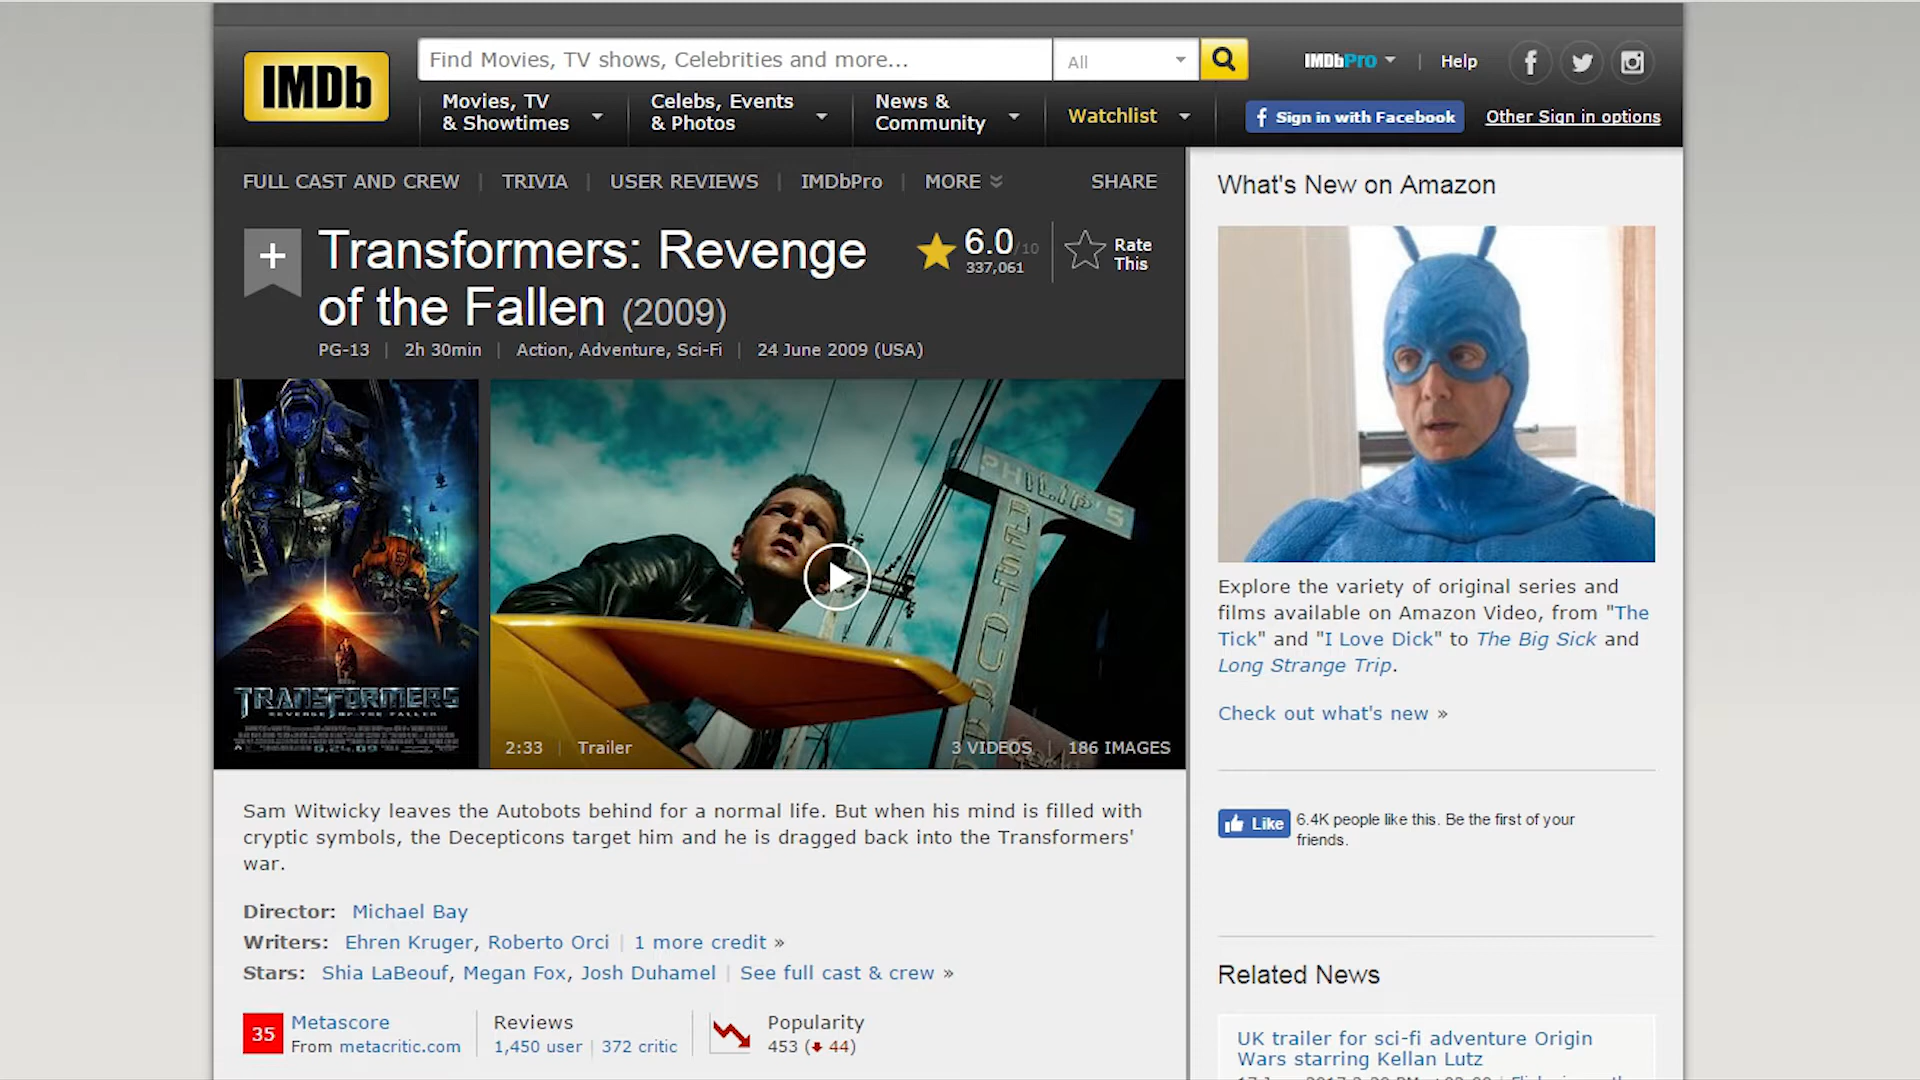 IMDb
Find Movies, TV shows, Celebrities and more...
All
IMDbPro
Help
Movies, TV
& Showtimes
Celebs, Events
& Photos
News &
Community
Watchlist
Sign in with Facebook
Other Sign in options
FULL CAST AND CREW | TRIVIA | USER REVIEWS | IMDbPro | MORE
SHARE
Transformers: Revenge
of the Fallen (2009)
6.0/10
337,061
Rate
This
PG-13 | 2h 30min | Action, Adventure, Sci-Fi | 24 June 2009 (USA)
TRANSFORMERS
REVENGE OF THE FALLEN
6.24.09
PHILIP'S
RESTAURANT
2:33 | Trailer
3 VIDEOS | 186 IMAGES
Sam Witwicky leaves the Autobots behind for a normal life. But when his mind is filled with
cryptic symbols, the Decepticons target him and he is dragged back into the Transformers'
war.
Director: Michael Bay
Writers: Ehren Kruger, Roberto Orci | 1 more credit »
Stars: Shia LaBeouf, Megan Fox, Josh Duhamel | See full cast & crew »
35
Metascore
From metacritic.com
Reviews
1,450 user | 372 critic
Popularity
453 (44)
What's New on Amazon
Explore the variety of original series and
films available on Amazon Video, from "The
Tick" and "I Love Dick" to The Big Sick and
Long Strange Trip.
Check out what's new »
Like
6.4K people like this. Be the first of your
friends.
Related News
UK trailer for sci-fi adventure Origin
Wars starring Kellan Lutz